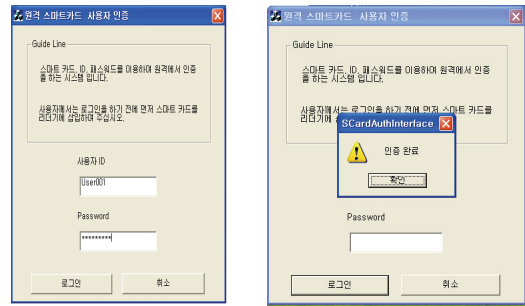 원격 스마트카드 사용자 인증
Guide Line
스마트 카드, ID, 패스워드를 이용하여 원격에서 인증
을 하는 시스템 입니다.
사용자께서는 로그인을 하기 전에 먼저 스마트 카드를
리더기에 삽입하여 주십시오.
사용자 ID
User001
Password
*********
로그인
취소
원격 스마트카드 사용자 인증
Guide Line
스마트 카드, ID, 패스워드를 이용하여 원격에서 인증
을 하는 시스템 입니다.
사용자께서는 로그인을 하기 전에 먼저 스마트 카드를
리더기에
SCardAuthInterface
인증 완료
확인
Password
로그인
취소